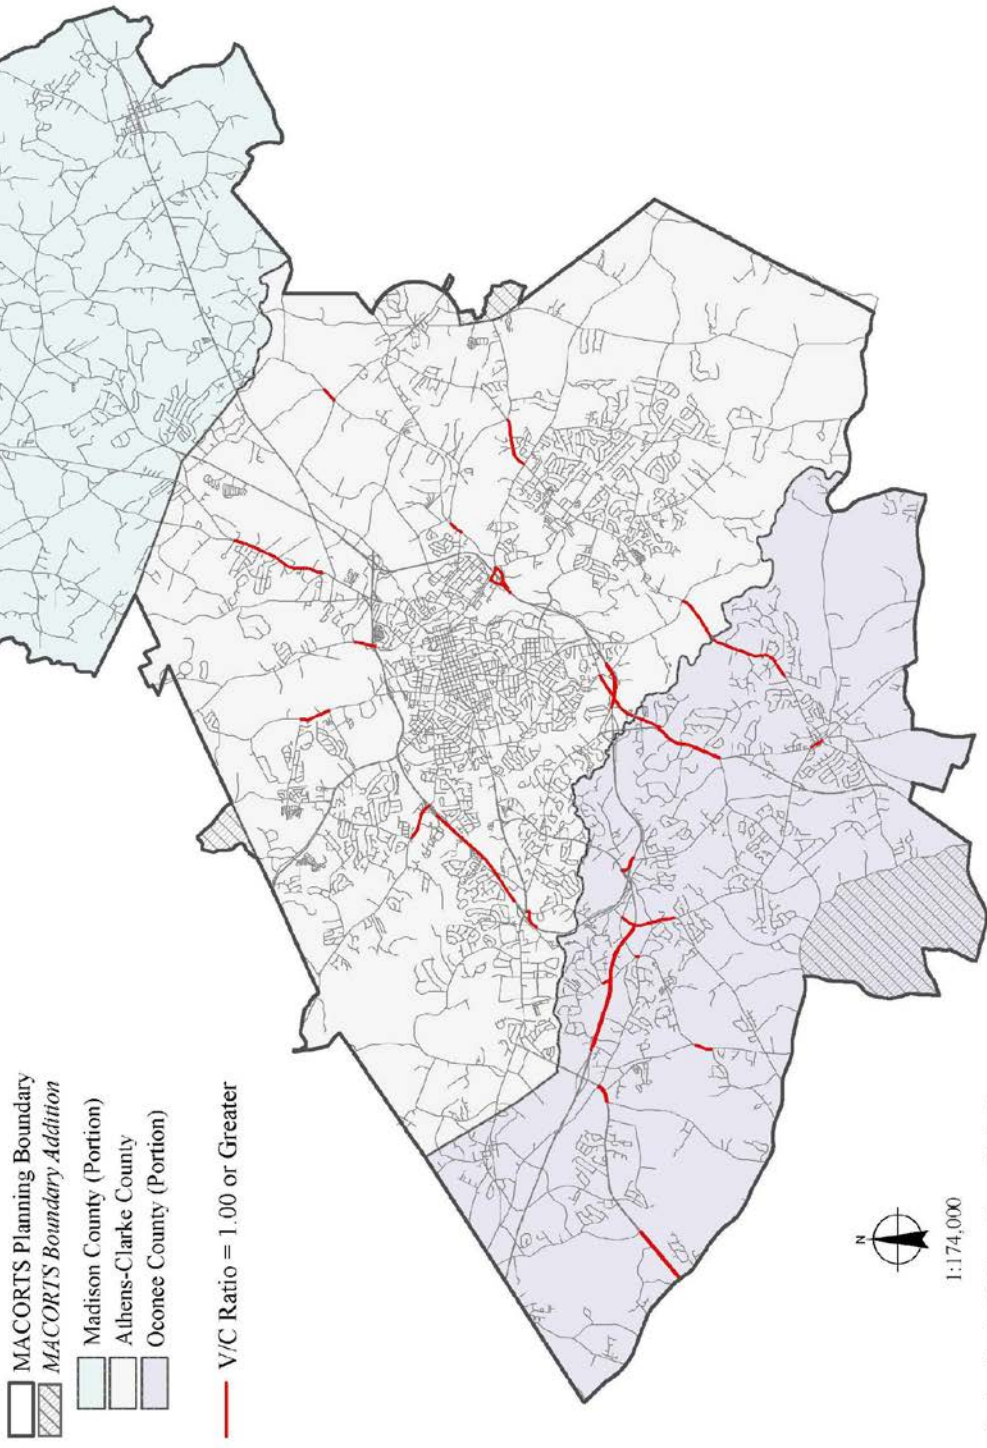 MACORTS Planning Boundary
MACORTS Boundary Addition
Madison County (Portion)
Athens-Clarke County
Oconee County (Portion)
V/C Ratio = 1.00 or Greater
N
1:174,000